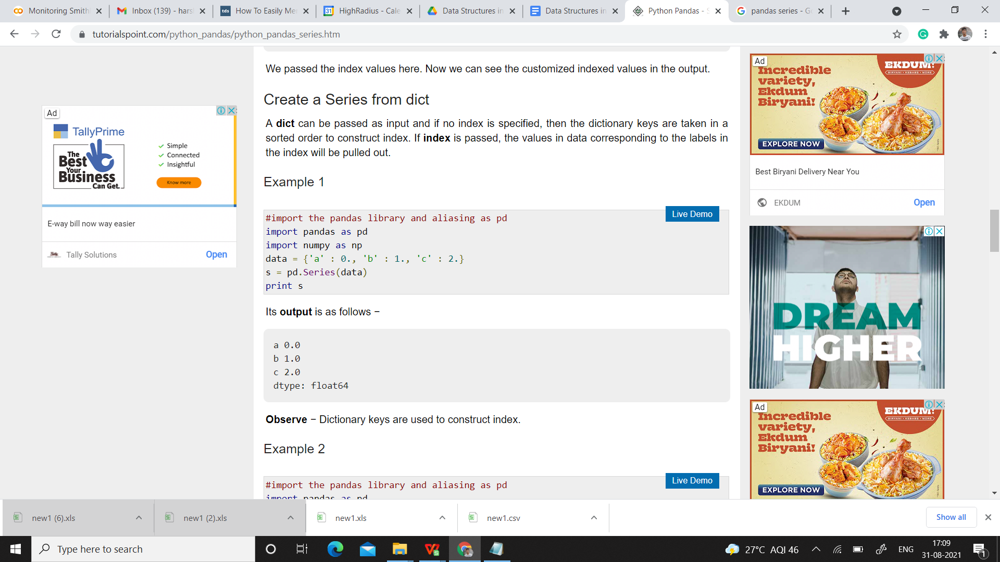 Monitoring Smith
Inbox (139) - hars
tds How To Easily Mer
31 HighRadius - Cale
Data Structures in
Data Structures in
Python Pandas - S
pandas series - Go
tutorialspoint.com/python_pandas/python_pandas_series.htm
We passed the index values here. Now we can see the customized indexed values in the output.
Create a Series from dict
A dict can be passed as input and if no index is specified, then the dictionary keys are taken in a
sorted order to construct index. If index is passed, the values in data corresponding to the labels in
the index will be pulled out.
Example 1
Live Demo
#import the pandas library and aliasing as pd
import pandas as pd
import numpy as np
data = {'a' : 0., 'b' : 1., 'c' : 2.}
s = pd.Series(data)
print s
Its output is as follows −
a 0.0
b 1.0
c 2.0
dtype: float64
Observe − Dictionary keys are used to construct index.
Example 2
Live Demo
#import the pandas library and aliasing as pd
import pandas as pd
Ad
TallyPrime
The
Best
Your
Business
Can Get.
Simple
Connected
Insightful
Know more
E-way bill now way easier
Tally Solutions
Open
Ad
Incredible
variety,
Ekdum
Biryani!
EKDUM!
BIRYANI • KEBABS • MORE
EXPLORE NOW
Best Biryani Delivery Near You
EKDUM
Open
DREAM
HIGHER
Ad
Incredible
variety,
Ekdum
Biryani!
EKDUM!
BIRYANI • KEBABS • MORE
EXPLORE NOW
new1 (6).xls
new1 (2).xls
new1.xls
new1.csv
Show all
Type here to search
27°C AQI 46
ENG
17:09
31-08-2021
1